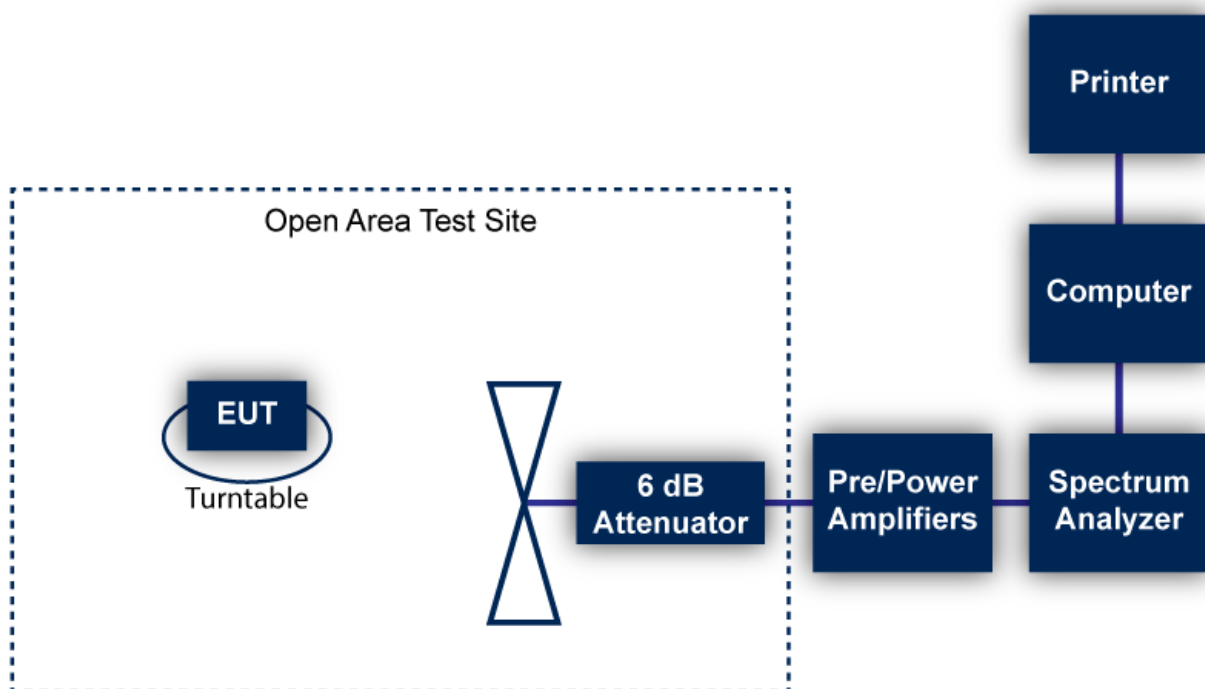 Printer
Open Area Test Site
Computer
EUT
Turntable
6 dB
Attenuator
Pre/Power
Amplifiers
Spectrum
Analyzer